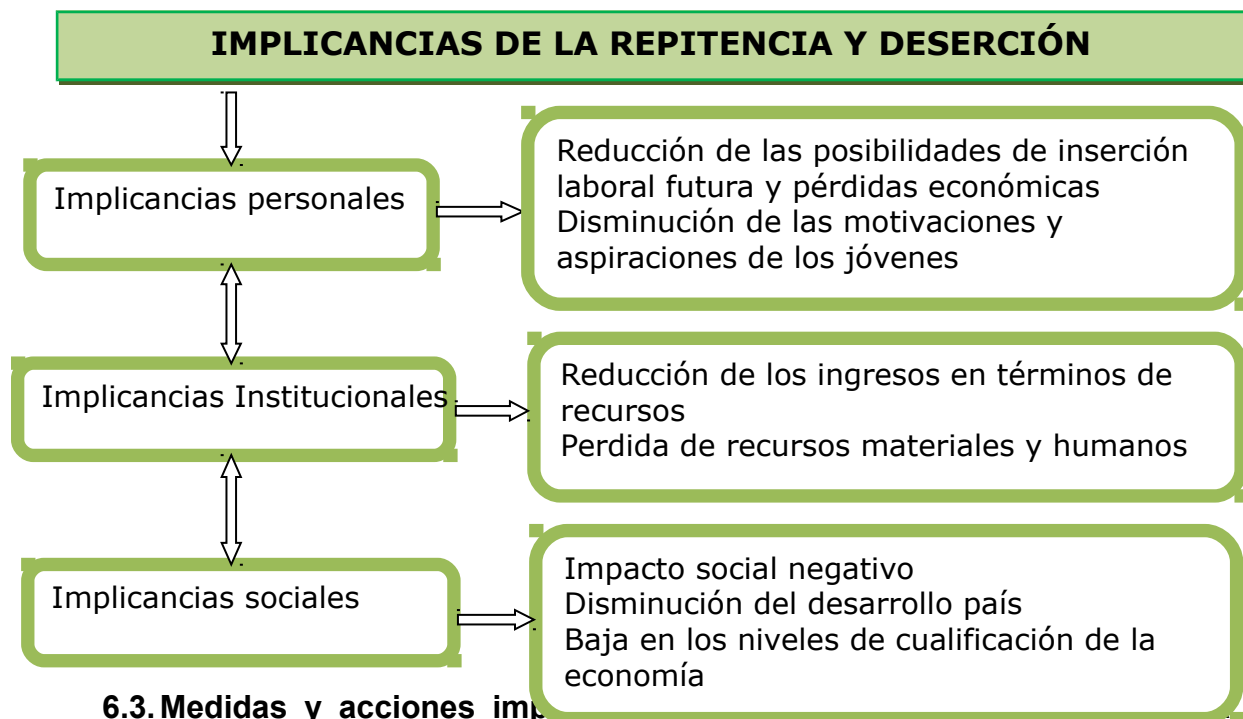 IMPLICANCIAS DE LA REPITENCIA Y DESERCIÓN
Implicancias personales
Reducción de las posibilidades de inserción
laboral futura y pérdidas económicas
Disminución de las motivaciones y
aspiraciones de los jóvenes
Implicancias Institucionales
Reducción de los ingresos en términos de
recursos
Perdida de recursos materiales y humanos
Implicancias sociales
Impacto social negativo
Disminución del desarrollo país
Baja en los niveles de cualificación de la
economía
6.3. Medidas y acciones